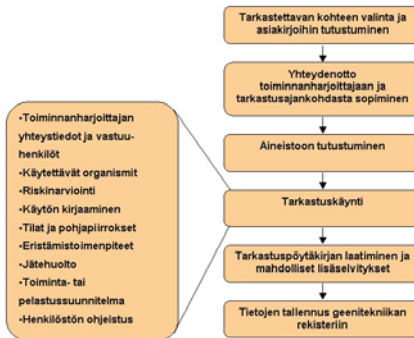 Tarkastettavan kohteen valinta ja
asiakirjoihin tutustuminen
Yhteydenotto
toiminnanharjoittajaan ja
tarkastusajankohdasta sopiminen
Aineistoon tutustuminen
Tarkastuskäynti
Tarkastuspöytäkirjan laatiminen ja
mahdolliset lisäselvitykset
Tietojen tallennus geenitekniikan
rekisteriin
•Toiminnanharjoittajan
yhteystiedot ja vastuu-
henkilöt
•Käytettävät organismit
•Riskinarviointi
•Käytön kirjaaminen
•Tilat ja pohjapiirrokset
•Eristämistoimenpiteet
•Jätehuolto
•Toiminta- tai
pelastussuunnitelma
•Henkilöstön ohjeistus